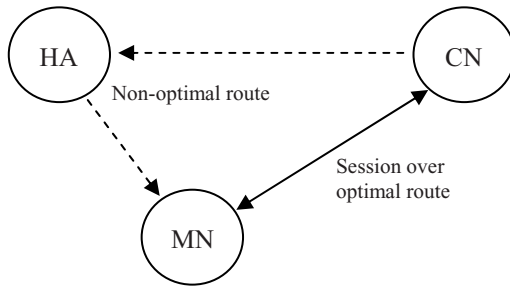 HA
CN
Non-optimal route
Session over
optimal route
MN